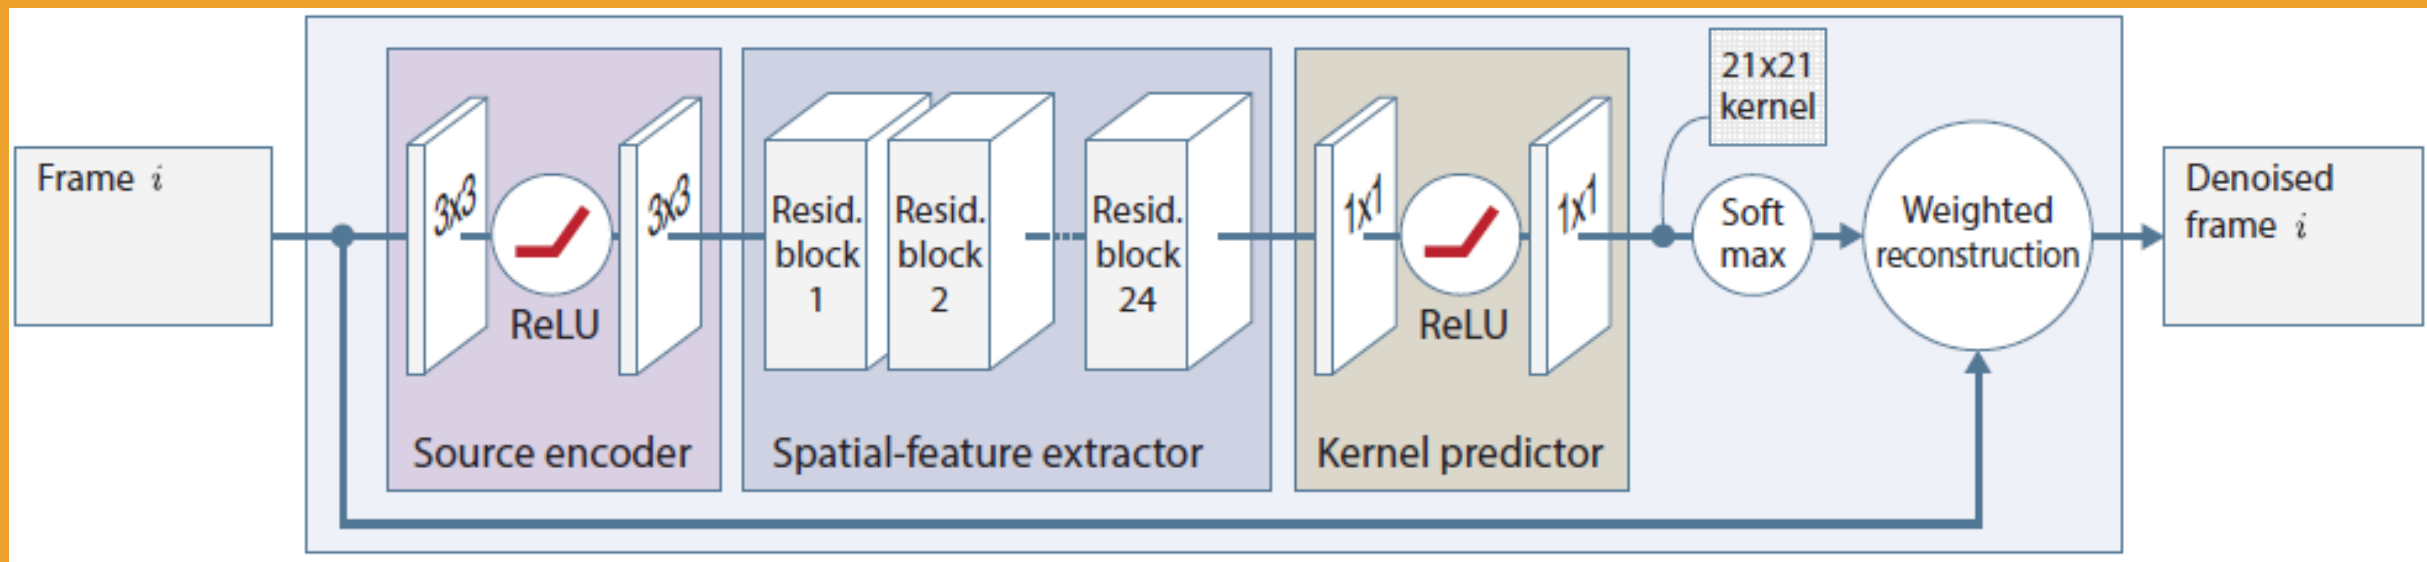 Frame i
3x3
ReLU
3x3
Source encoder
Resid.
block
1
Resid.
block
2
Resid.
block
24
Spatial-feature extractor
1x1
ReLU
1x1
Kernel predictor
21x21
kernel
Soft
max
Weighted
reconstruction
Denoised
frame i